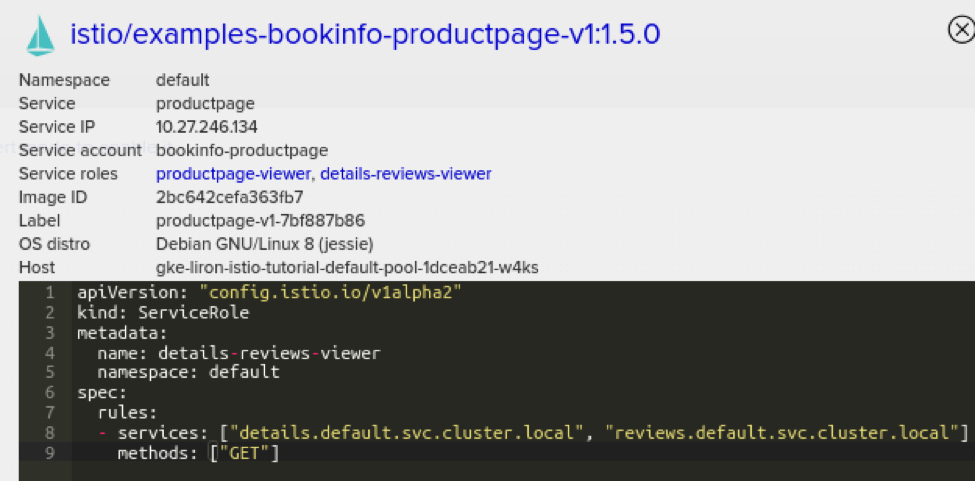 istio/examples-bookinfo-productpage-v1:1.5.0
Namespace default
Service productpage
Service IP 10.27.246.134
Service account bookinfo-productpage
Service roles productpage-viewer, details-reviews-viewer
Image ID 2bc642cefa363fb7
Label productpage-v1-7bf887b86
OS distro Debian GNU/Linux 8 (jessie)
Host gke-liron-istio-tutorial-default-pool-1dceab21-w4ks
1 apiVersion: "config.istio.io/v1alpha2"
2 kind: ServiceRole
3 metadata:
4   name: details-reviews-viewer
5   namespace: default
6 spec:
7   rules:
8   - services: ["details.default.svc.cluster.local", "reviews.default.svc.cluster.local"]
9     methods: ["GET"]